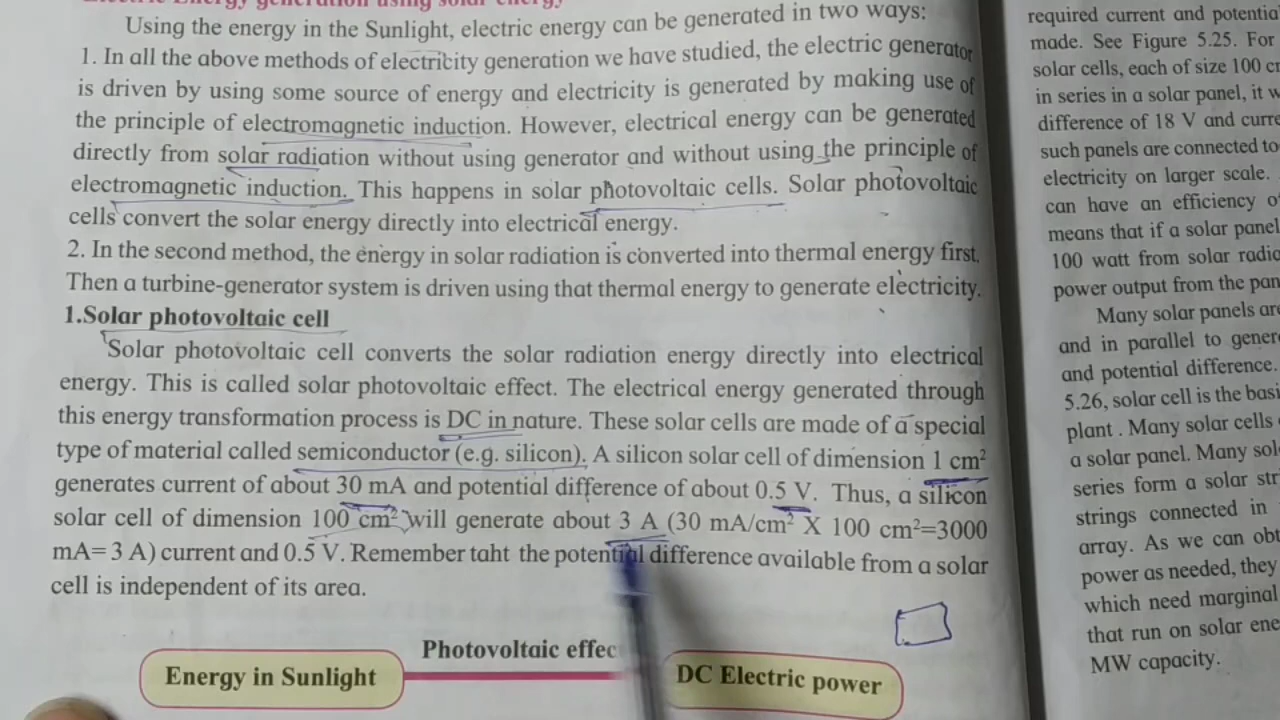 Electric Energy generation using solar energy
Using the energy in the Sunlight, electric energy can be generated in two ways:
1. In all the above methods of electricity generation we have studied, the electric generator
is driven by using some source of energy and electricity is generated by making use of
the principle of electromagnetic induction. However, electrical energy can be generated
directly from solar radiation without using generator and without using the principle of
electromagnetic induction. This happens in solar photovoltaic cells. Solar photovoltaic
cells convert the solar energy directly into electrical energy.
2. In the second method, the energy in solar radiation is converted into thermal energy first.
Then a turbine-generator system is driven using that thermal energy to generate electricity.
1.Solar photovoltaic cell
Solar photovoltaic cell converts the solar radiation energy directly into electrical
energy. This is called solar photovoltaic effect. The electrical energy generated through
this energy transformation process is DC in nature. These solar cells are made of a special
type of material called semiconductor (e.g. silicon). A silicon solar cell of dimension 1 cm²
generates current of about 30 mA and potential difference of about 0.5 V. Thus, a silicon
solar cell of dimension 100 cm² will generate about 3 A (30 mA/cm² X 100 cm²=3000
mA= 3 A) current and 0.5 V. Remember taht the potential difference available from a solar
cell is independent of its area.
Photovoltaic effec
Energy in Sunlight
DC Electric power
required current and potentia
made. See Figure 5.25. For
solar cells, each of size 100 c
in series in a solar panel, it w
difference of 18 V and curre
such panels are connected to
electricity on larger scale.
can have an efficiency o
means that if a solar panel
100 watt from solar radia
power output from the pan
Many solar panels are
and in parallel to gener
and potential difference.
5.26, solar cell is the basi
plant . Many solar cells
a solar panel. Many sol
series form a solar str
strings connected in
array. As we can obt
power as needed, they
which need marginal
that run on solar ene
MW capacity.